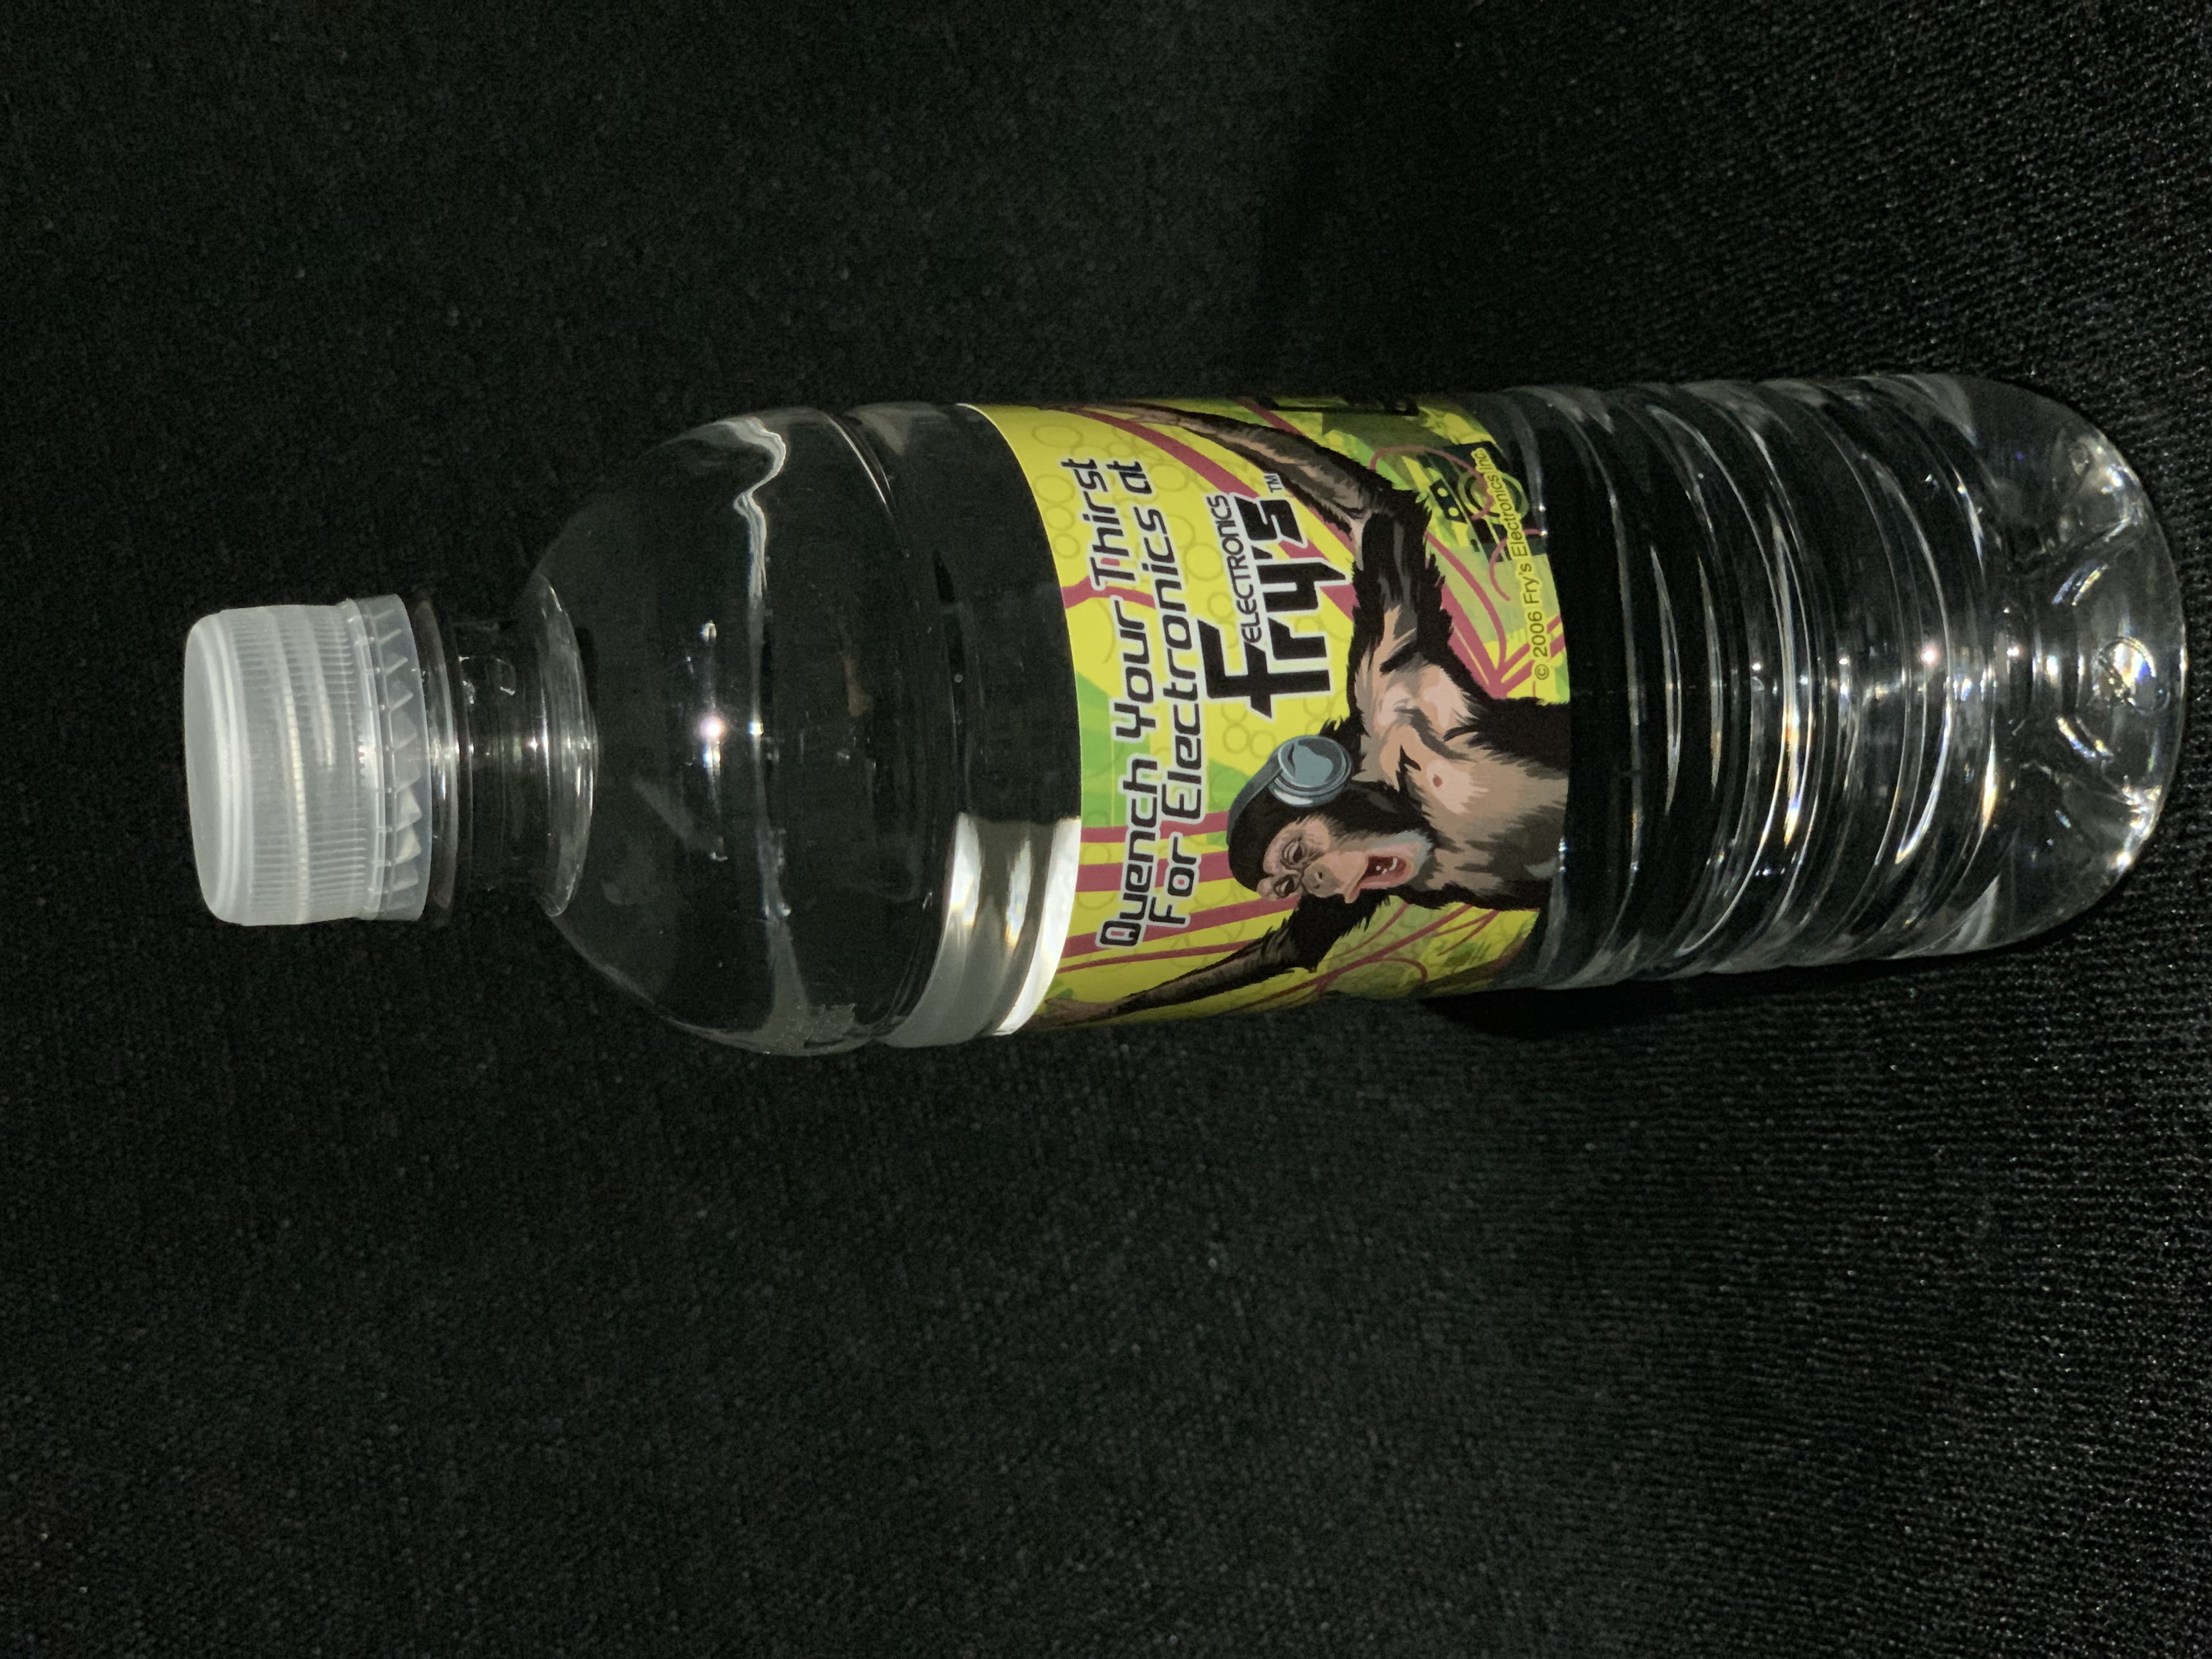 Quench Your Thirst
For Electronics at
Fry's ELECTRONICS TM
© 2006 Fry's Electronics Inc.